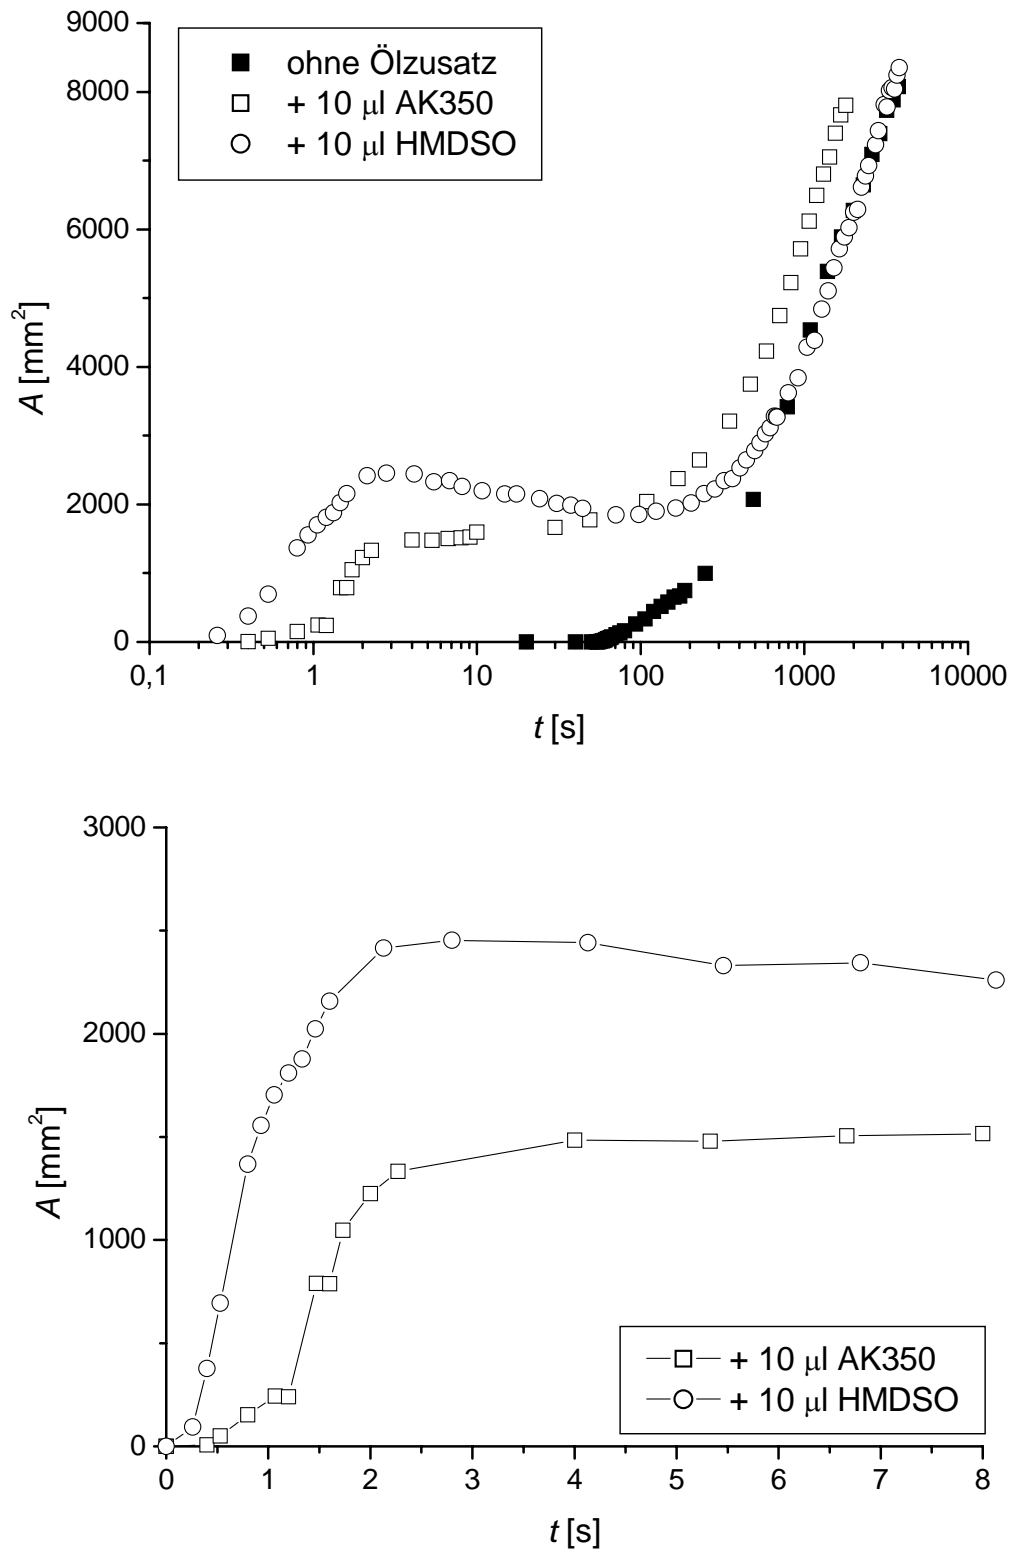 9000
8000
6000
4000
2000
0
A [mm²]
ohne Ölzusatz
+ 10 µl AK350
+ 10 µl HMDSO
0,1 1 10 100 1000 10000
t [s]
3000
2000
1000
0
A [mm²]
+ 10 µl AK350
+ 10 µl HMDSO
0 1 2 3 4 5 6 7 8
t [s]